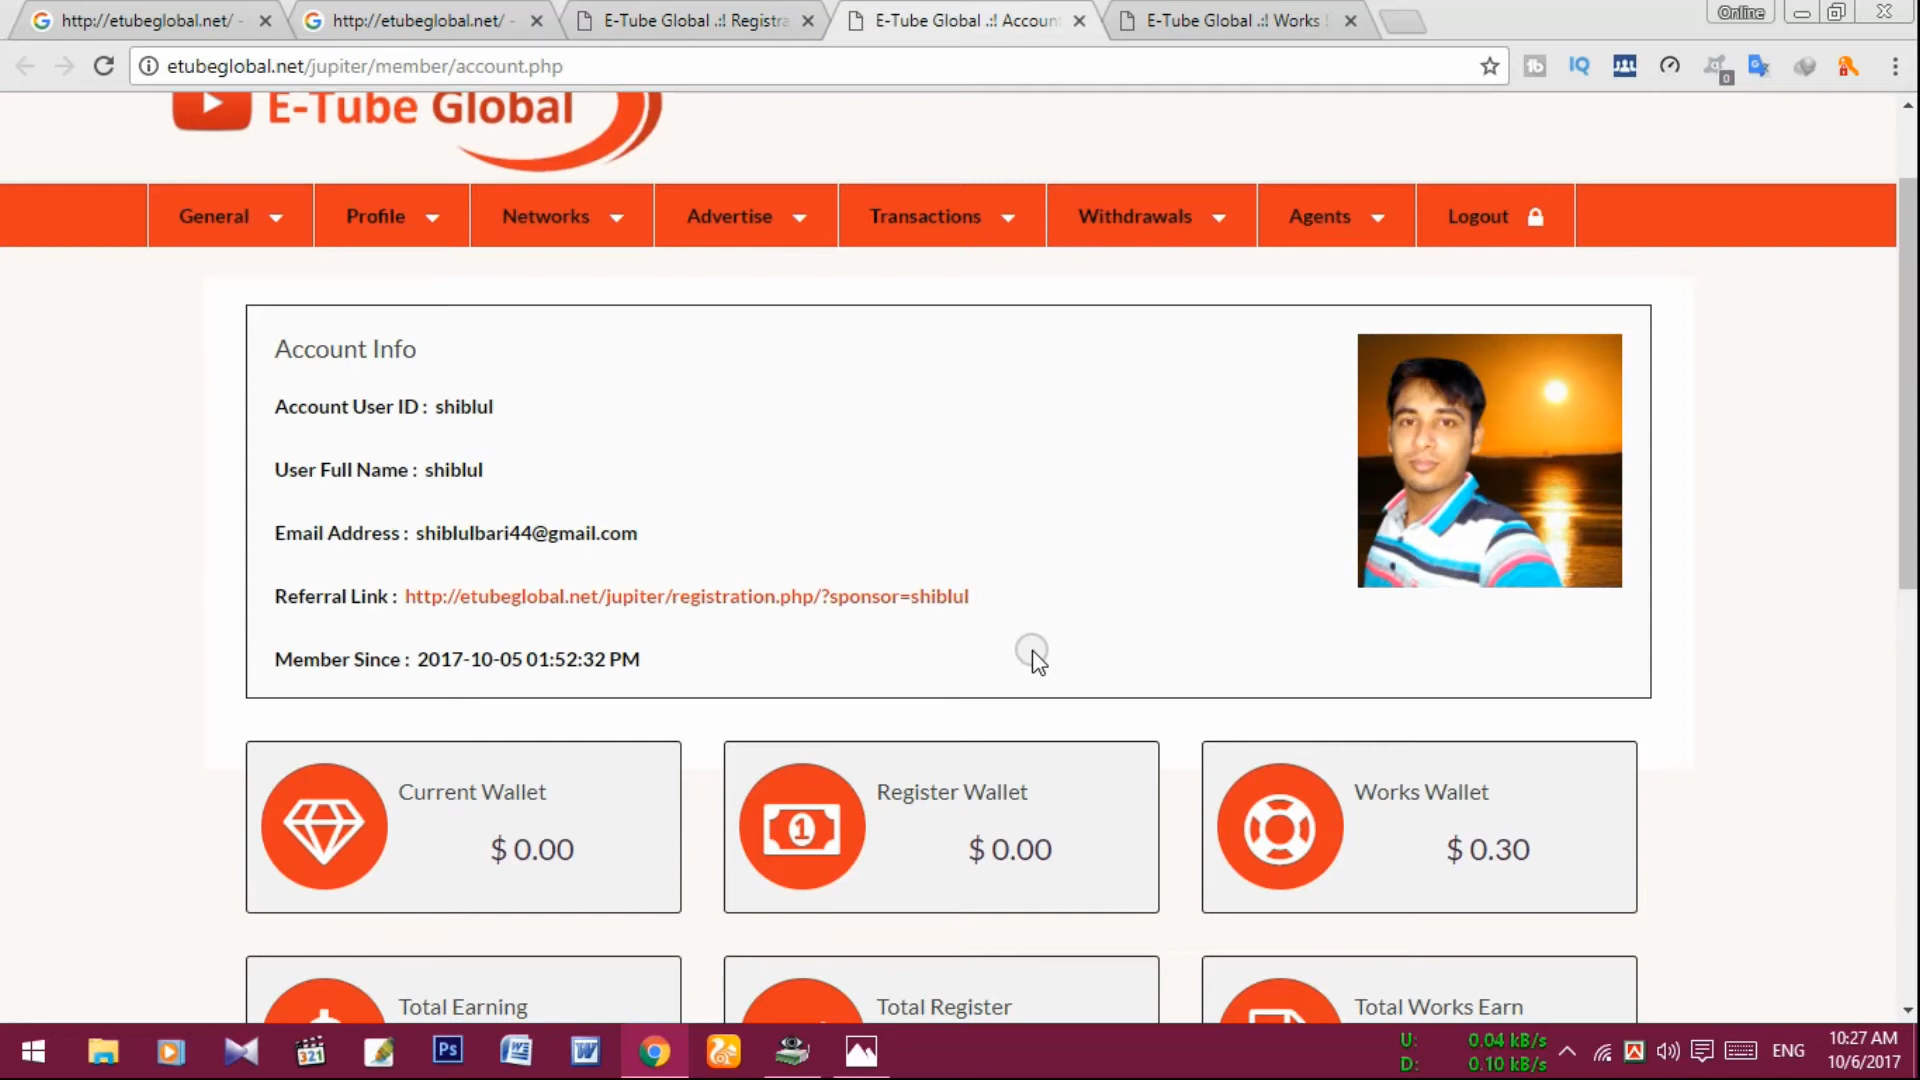 http://etubeglobal.net/ -
http://etubeglobal.net/ -
E-Tube Global .:! Registra
E-Tube Global .:! Accoun
E-Tube Global .:! Works !
Online
etubeglobal.net/jupiter/member/account.php
E-Tube Global
General
Profile
Networks
Advertise
Transactions
Withdrawals
Agents
Logout
Account Info
Account User ID : shiblul
User Full Name : shiblul
Email Address : shiblulbari44@gmail.com
Referral Link : http://etubeglobal.net/jupiter/registration.php/?sponsor=shiblul
Member Since : 2017-10-05 01:52:32 PM
Current Wallet
$ 0.00
Register Wallet
$ 0.00
Works Wallet
$ 0.30
Total Earning
Total Register
Total Works Earn
U: 0.04 kB/s
D: 0.10 kB/s
ENG
10:27 AM
10/6/2017